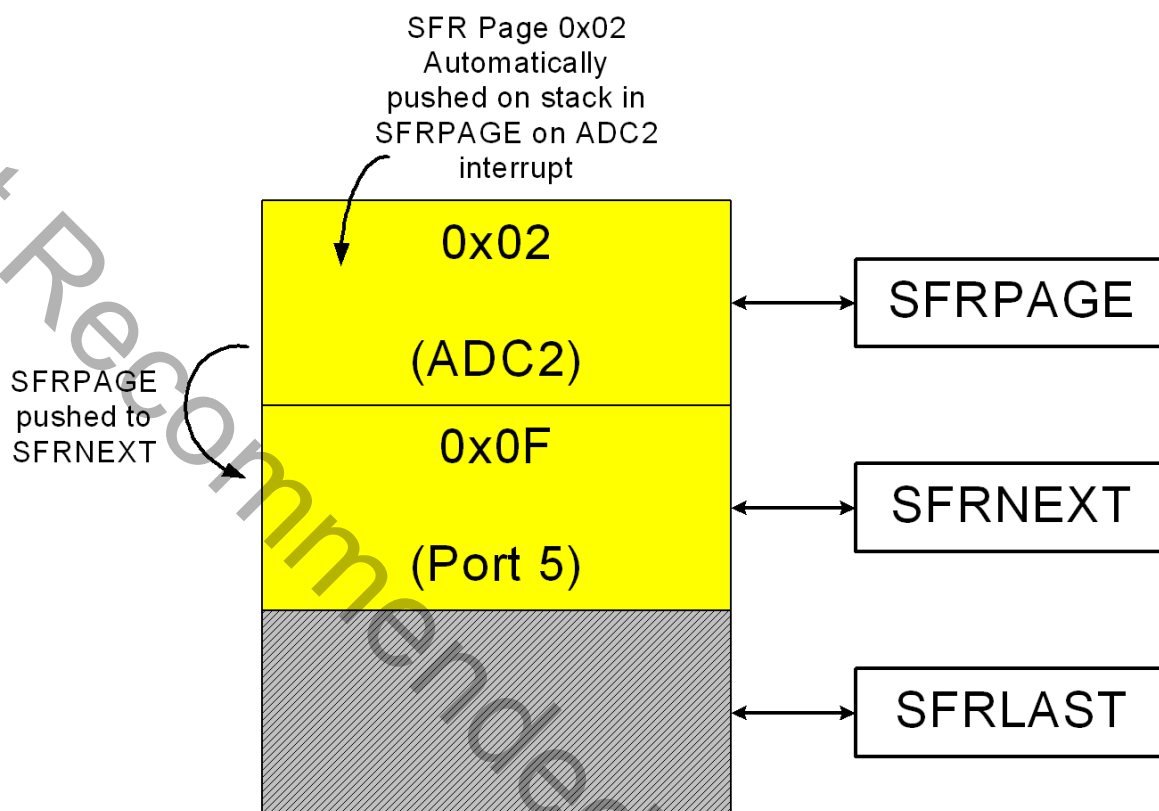 SFR Page 0x02
Automatically
pushed on stack in
SFRPAGE on ADC2
interrupt
0x02
(ADC2)
SFRPAGE
SFRPAGE
pushed to
SFRNEXT
0x0F
(Port 5)
SFRNEXT
SFRLAST
Recommended